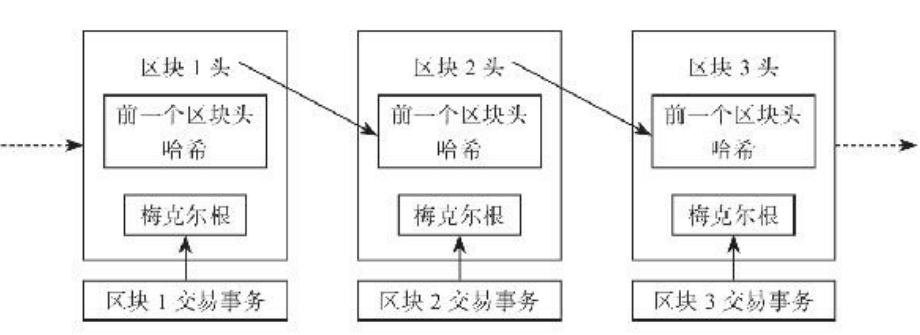 区块 1 头
前一个区块头
哈希
梅克尔根
区块 1 交易事务
区块 2 头
前一个区块头
哈希
梅克尔根
区块 2 交易事务
区块 3 头
前一个区块头
哈希
梅克尔根
区块 3 交易事务